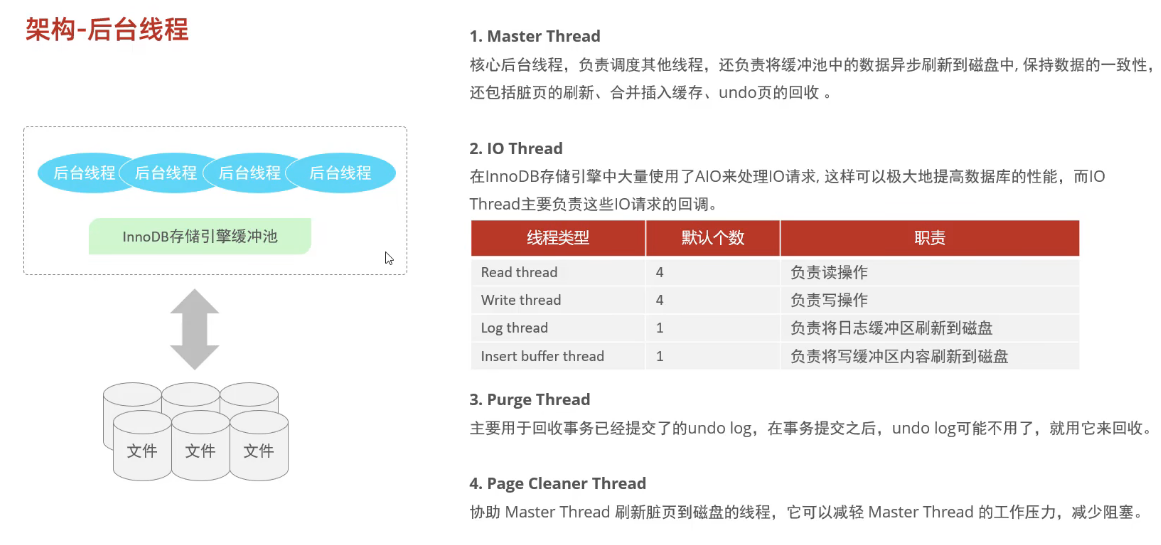 架构-后台线程
后台线程 后台线程 后台线程 后台线程
InnoDB存储引擎缓冲池
文件 文件 文件
1. Master Thread
核心后台线程，负责调度其他线程，还负责将缓冲池中的数据异步刷新到磁盘中, 保持数据的一致性，
还包括脏页的刷新、合并插入缓存、undo页的回收 。
2. IO Thread
在InnoDB存储引擎中大量使用了AIO来处理IO请求, 这样可以极大地提高数据库的性能，而IO
Thread主要负责这些IO请求的回调。
线程类型 默认个数 职责
Read thread 4 负责读操作
Write thread 4 负责写操作
Log thread 1 负责将日志缓冲区刷新到磁盘
Insert buffer thread 1 负责将写缓冲区内容刷新到磁盘
3. Purge Thread
主要用于回收事务已经提交了的undo log，在事务提交之后，undo log可能不用了，就用它来回收。
4. Page Cleaner Thread
协助 Master Thread 刷新脏页到磁盘的线程，它可以减轻 Master Thread 的工作压力，减少阻塞。